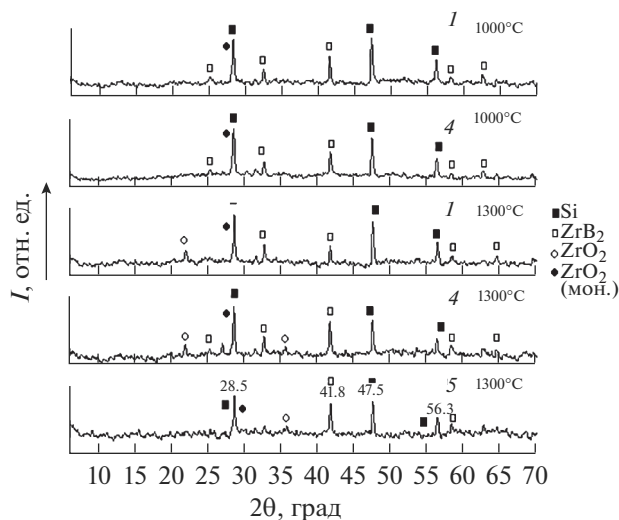 1 1000°C
4 1000°C
1 1300°C
4 1300°C
5 1300°C
28.5 41.8 47.5 56.3
I, отн. ед.
Si
ZrB2
ZrO2
ZrO2
(мон.)
10 15 20 25 30 35 40 45 50 55 60 65 70
2θ, град